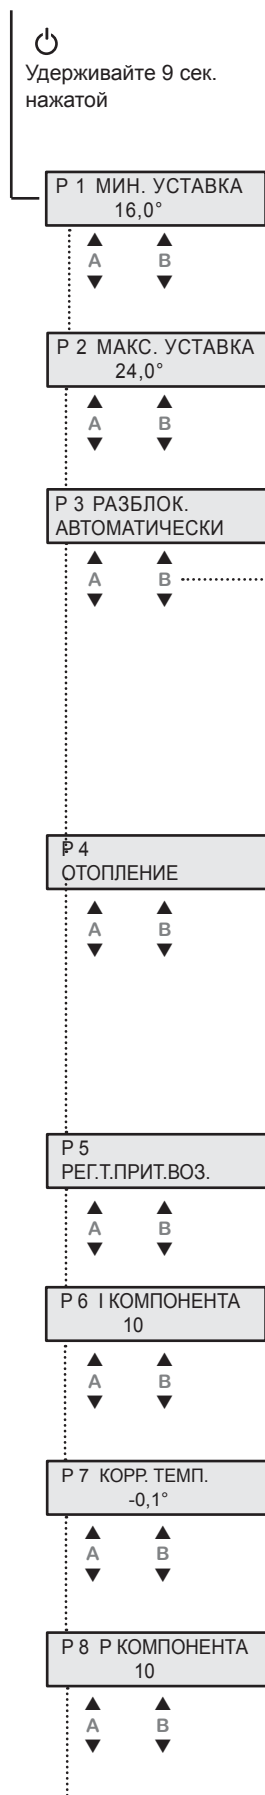 Удерживайте 9 сек.
нажатой
P 1 МИН. УСТАВКА
16,0°
A B
P 2 МАКС. УСТАВКА
24,0°
A B
P 3 РАЗБЛОК.
АВТОМАТИЧЕСКИ
A B
P 4
ОТОПЛЕНИЕ
A B
P 5
РЕГ.Т.ПРИТ.ВОЗ.
A B
P 6 I КОМПОНЕНТА
10
A B
P 7 КОРР. ТЕМП.
-0,1°
A B
P 8 P КОМПОНЕНТА
10
A B